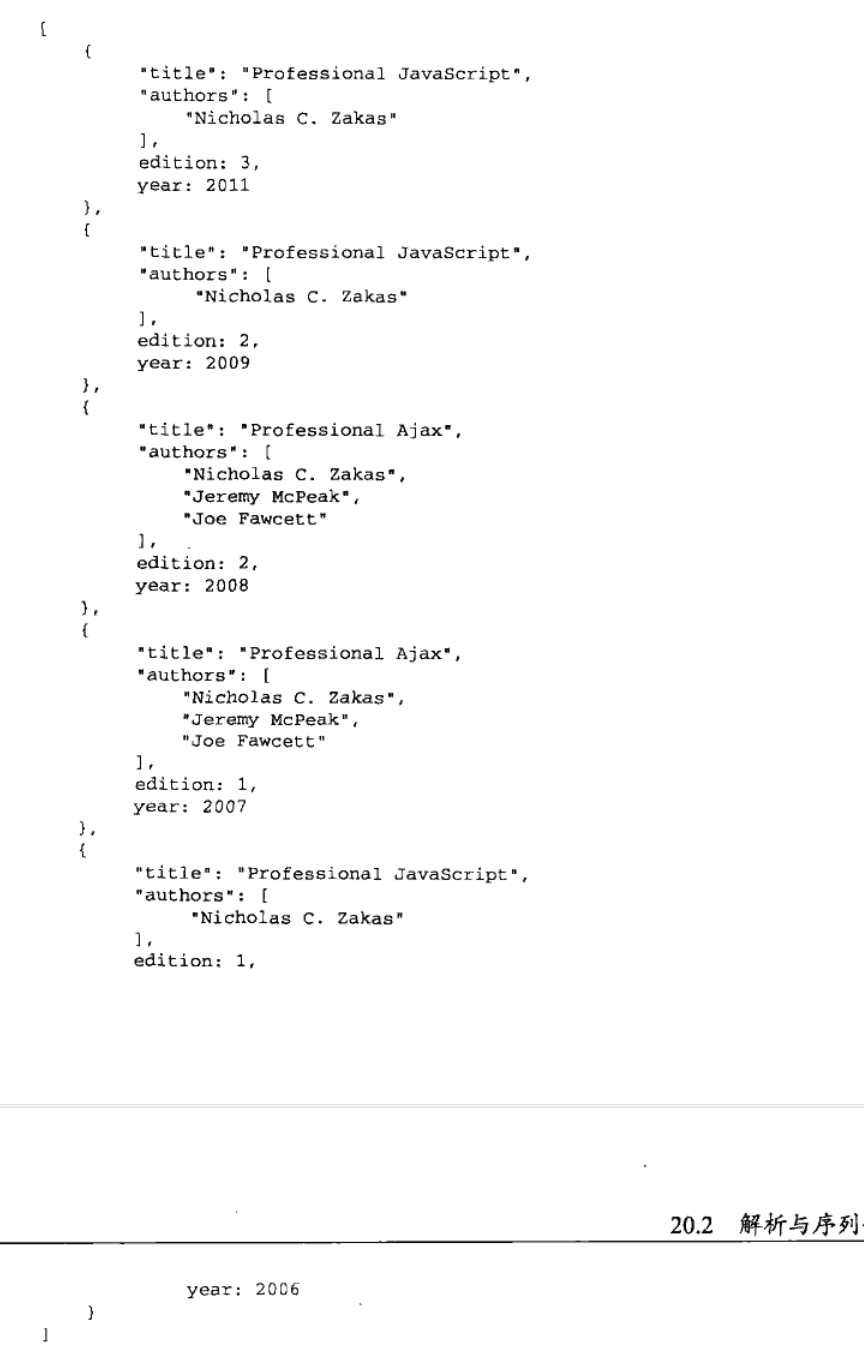 [
{
"title": "Professional JavaScript",
"authors": [
"Nicholas C. Zakas"
],
edition: 3,
year: 2011
},
{
"title": "Professional JavaScript",
"authors": [
"Nicholas C. Zakas"
],
edition: 2,
year: 2009
},
{
"title": "Professional Ajax",
"authors": [
"Nicholas C. Zakas",
"Jeremy McPeak",
"Joe Fawcett"
],
edition: 2,
year: 2008
},
{
"title": "Professional Ajax",
"authors": [
"Nicholas C. Zakas",
"Jeremy McPeak",
"Joe Fawcett"
],
edition: 1,
year: 2007
},
{
"title": "Professional JavaScript",
"authors": [
"Nicholas C. Zakas"
],
edition: 1,
20.2 解析与序列
year: 2006
}
]